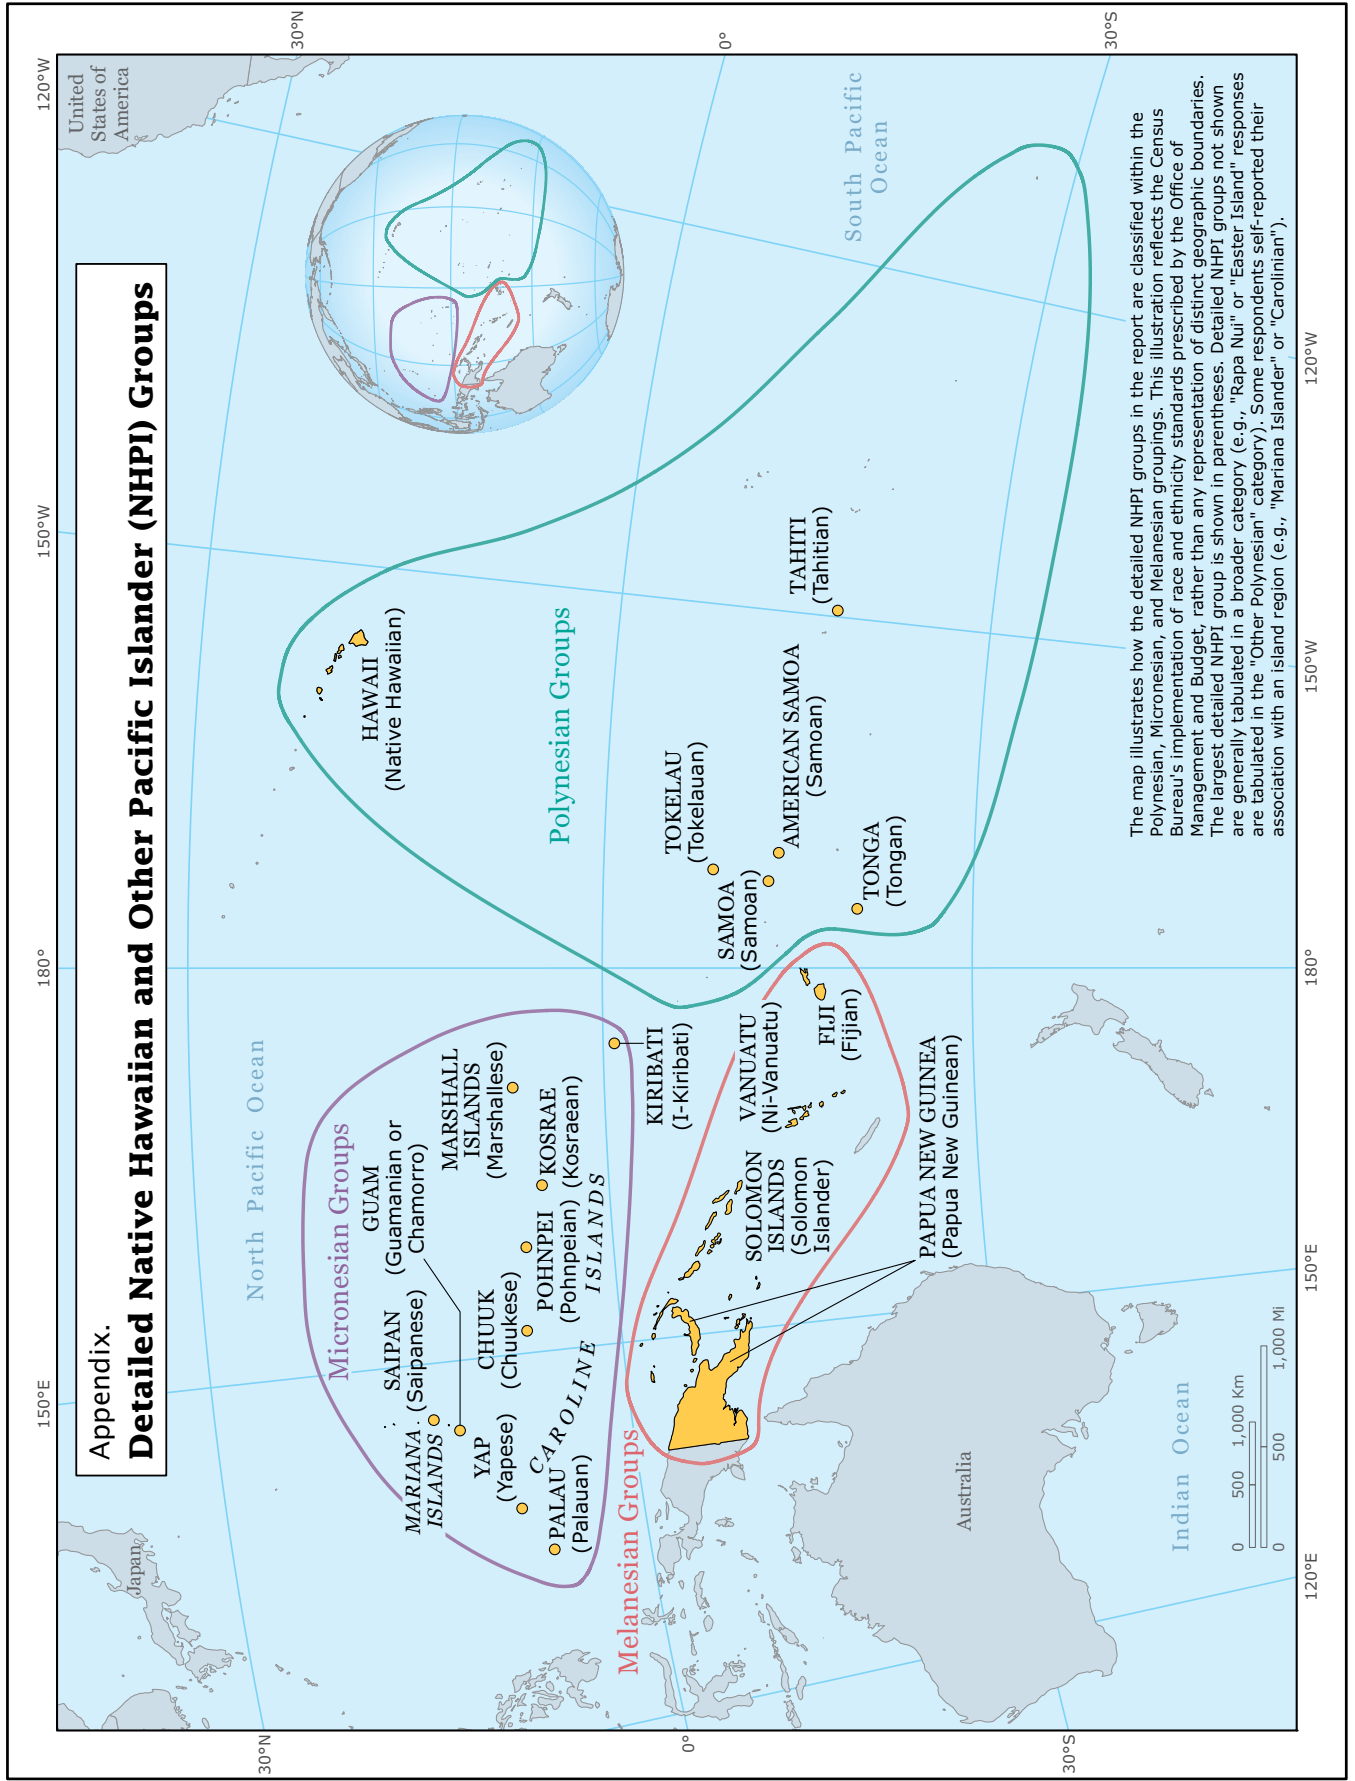 Appendix.
Detailed Native Hawaiian and Other Pacific Islander (NHPI) Groups
150°E
180°
150°W
120°W
30°N
0°
30°S
30°N
0°
30°S
120°E
150°E
180°
150°W
120°W
Japan
United
States of
America
North Pacific Ocean
South Pacific
Ocean
Indian Ocean
Australia
Micronesian Groups
MARIANA
ISLANDS
SAIPAN
(Saipanese)
GUAM
(Guamanian or
Chamorro)
MARSHALL
ISLANDS
(Marshallese)
YAP
(Yapese)
CHUUK
(Chuukese)
POHNPEI
(Pohnpeian)
KOSRAE
(Kosraean)
PALAU
(Palauan)
CAROLINE ISLANDS
KIRIBATI
(I-Kiribati)
Polynesian Groups
HAWAII
(Native Hawaiian)
TOKELAU
(Tokelauan)
SAMOA
(Samoan)
AMERICAN SAMOA
(Samoan)
TAHITI
(Tahitian)
TONGA
(Tongan)
Melanesian Groups
VANUATU
(Ni-Vanuatu)
FIJI
(Fijian)
SOLOMON
ISLANDS
(Solomon
Islander)
PAPUA NEW GUINEA
(Papua New Guinean)
0 500 1,000 Km
0 500 1,000 Mi
The map illustrates how the detailed NHPI groups in the report are classified within the
Polynesian, Micronesian, and Melanesian groupings. This illustration reflects the Census
Bureau's implementation of race and ethnicity standards prescribed by the Office of
Management and Budget, rather than any representation of distinct geographic boundaries.
The largest detailed NHPI group is shown in parentheses. Detailed NHPI groups not shown
are generally tabulated in a broader category (e.g., "Rapa Nui" or "Easter Island" responses
are tabulated in the "Other Polynesian" category). Some respondents self-reported their
association with an island region (e.g., "Mariana Islander" or "Carolinian").